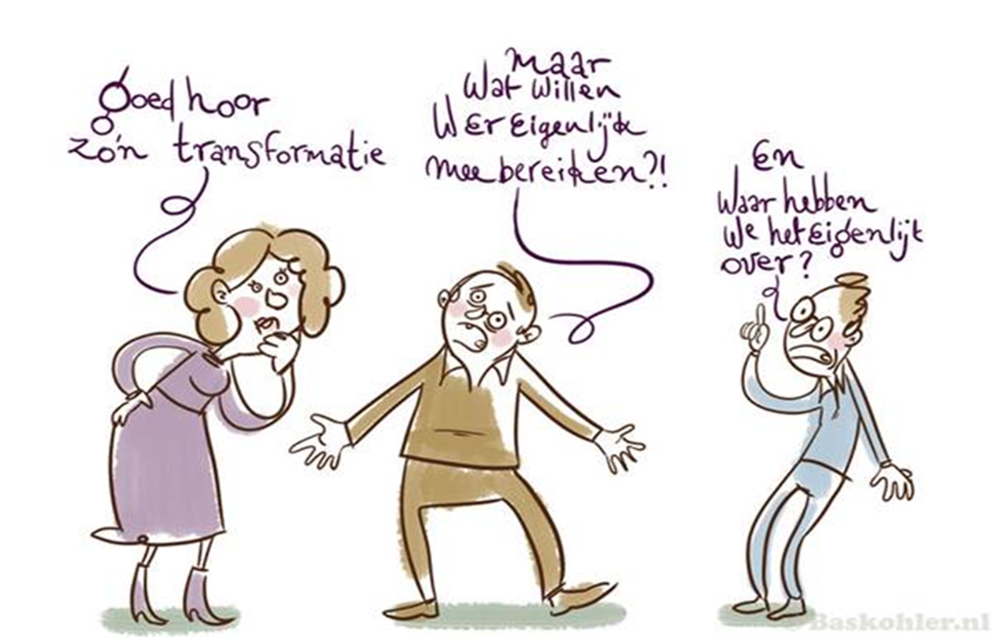 Goed hoor
zo'n transformatie
maar
Wat willen
We er Eigenlijk
mee bereiken?!
En
Waar hebben
We het Eigenlijk
over?
©Baskohler.nl